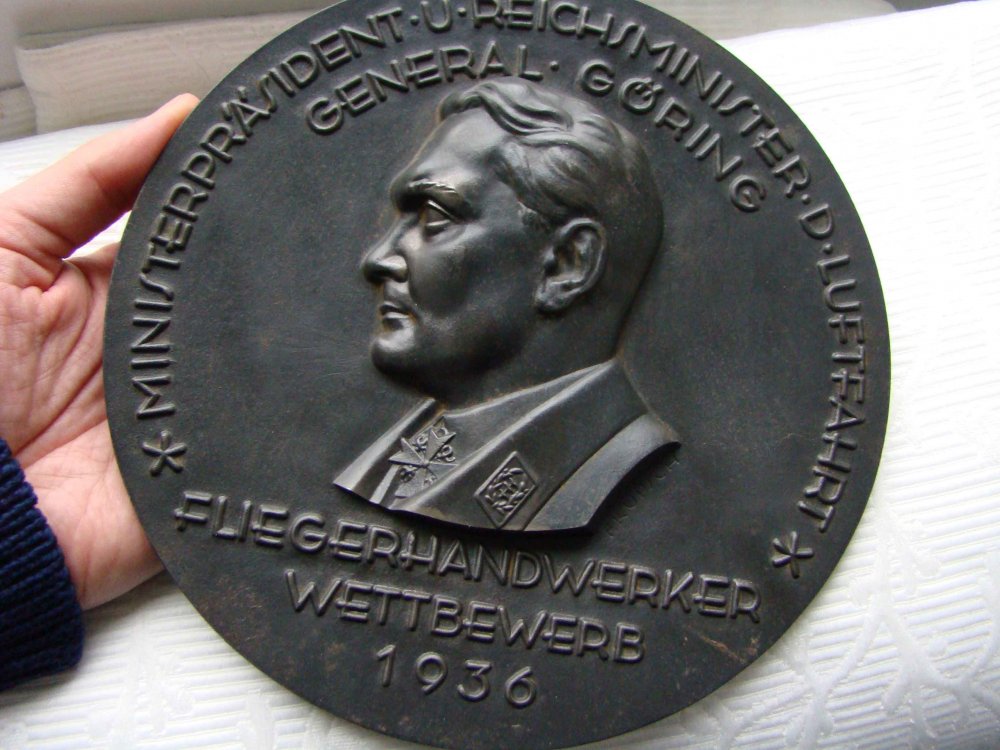 MINISTERPRÄSIDENT · U · REICHSMINISTER · D · LUFTFAHRT
GENERAL · GÖRING
FLIEGERHANDWERKER
WETTBEWERB
1936